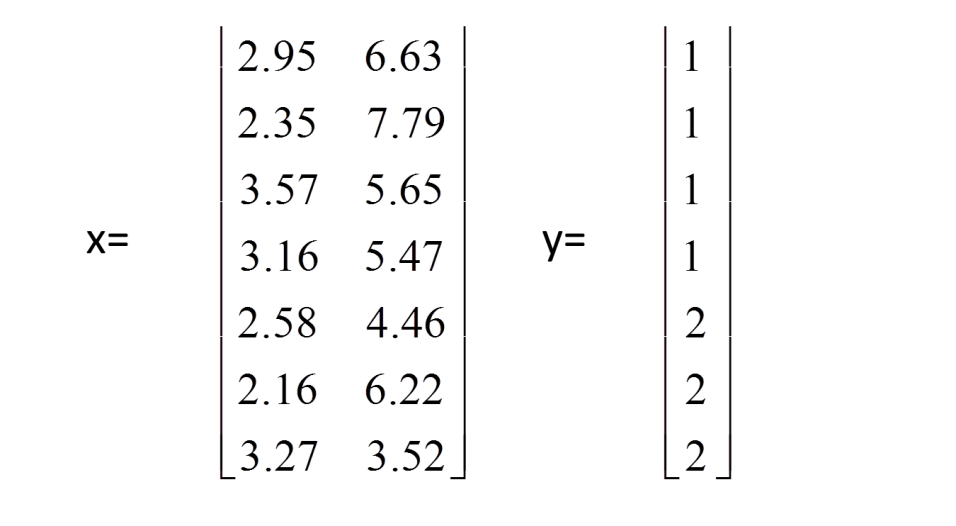 2.95 6.63 1
2.35 7.79 1
3.57 5.65 1
x= y=
3.16 5.47 1
2.58 4.46 2
2.16 6.22 2
3.27 3.52 2